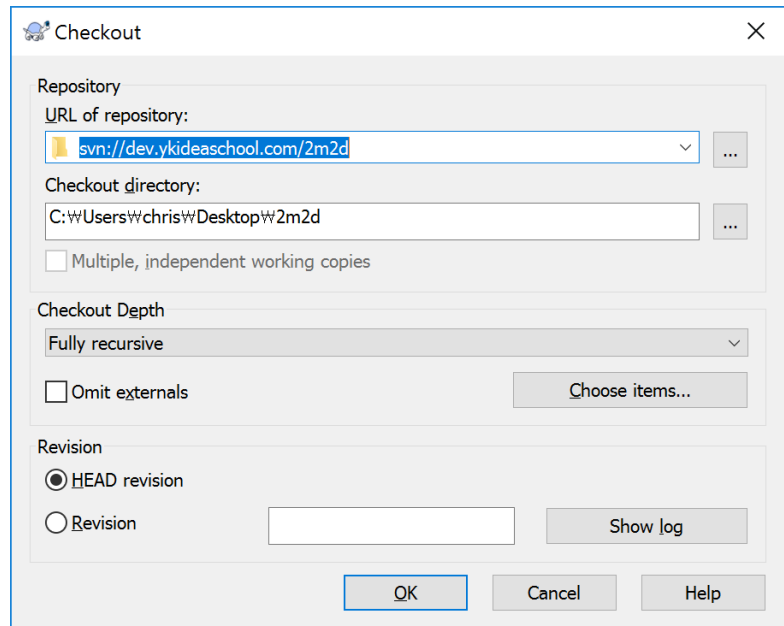 Checkout
Repository
URL of repository:
svn://dev.ykideaschool.com/2m2d
...
Checkout directory:
C:₩Users₩chris₩Desktop₩2m2d
...
Multiple, independent working copies
Checkout Depth
Fully recursive
Omit externals
Choose items...
Revision
HEAD revision
Revision
Show log
OK
Cancel
Help